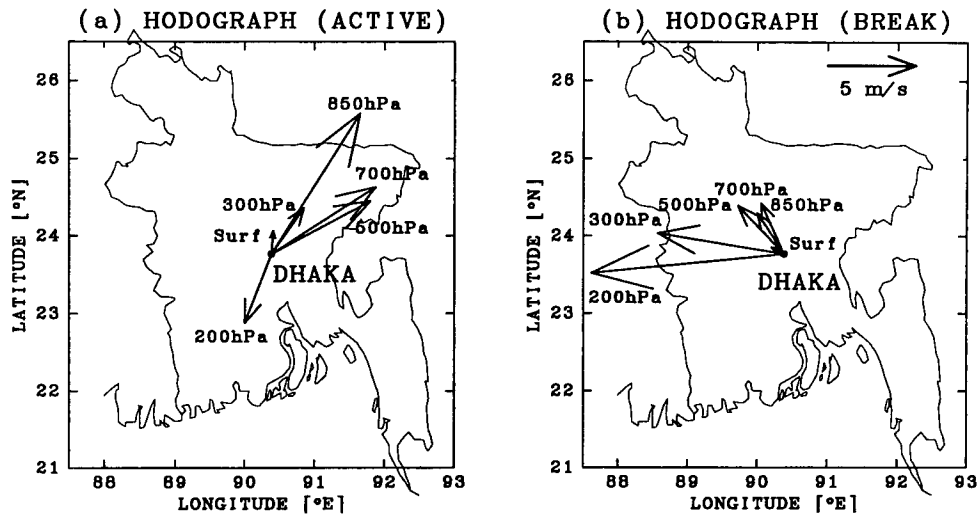 (a) HODOGRAPH (ACTIVE)
26
25
24
23
22
21
LATITUDE [°N]
850hPa
700hPa
300hPa
500hPa
Surf
DHAKA
200hPa
88 89 90 91 92 93
LONGITUDE [°E]
(b) HODOGRAPH (BREAK)
5 m/s
26
25
24
23
22
21
LATITUDE [°N]
700hPa
500hPa
850hPa
300hPa
Surf
DHAKA
200hPa
88 89 90 91 92 93
LONGITUDE [°E]